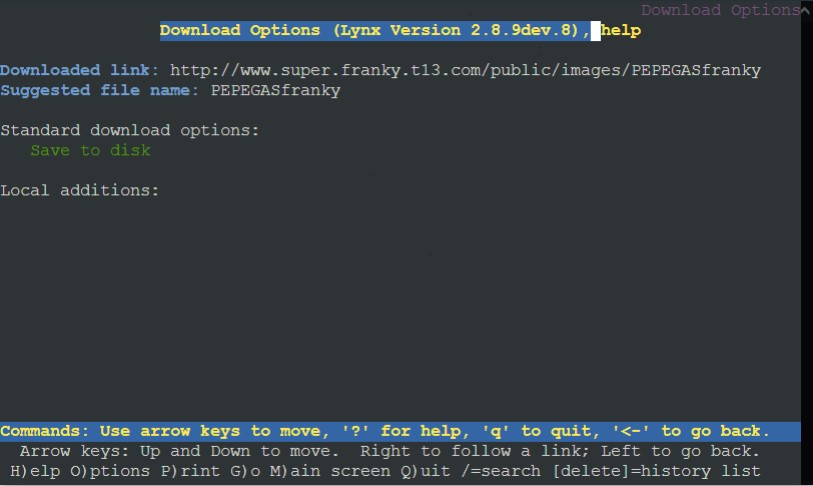 Download Options
Download Options (Lynx Version 2.8.9dev.8), help
Downloaded link: http://www.super.franky.t13.com/public/images/PEPEGASfranky
Suggested file name: PEPEGASfranky
Standard download options:
Save to disk
Local additions:
Commands: Use arrow keys to move, '?' for help, 'q' to quit, '<-' to go back.
Arrow keys: Up and Down to move. Right to follow a link; Left to go back.
H)elp O)ptions P)rint G)o M)ain screen Q)uit /=search [delete]=history list